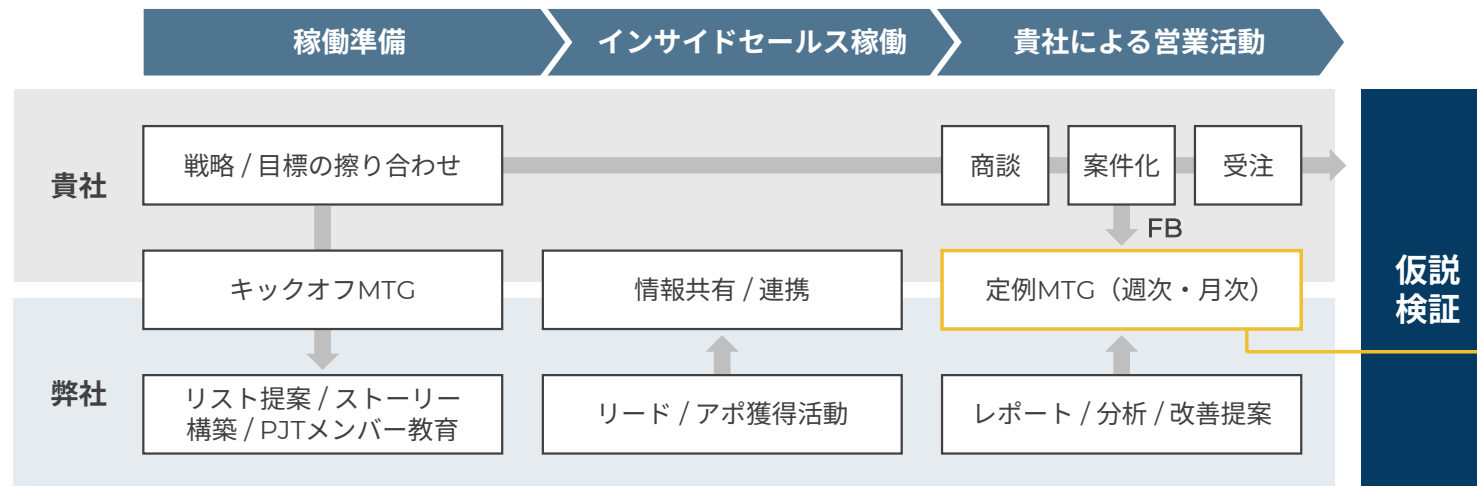 稼働準備
インサイドセールス稼働
貴社による営業活動
貴社
戦略 / 目標の擦り合わせ
商談
案件化
受注
FB
キックオフMTG
情報共有 / 連携
定例MTG（週次・月次）
仮説
検証
弊社
リスト提案 / ストーリー
構築 / PJTメンバー教育
リード / アポ獲得活動
レポート / 分析 / 改善提案